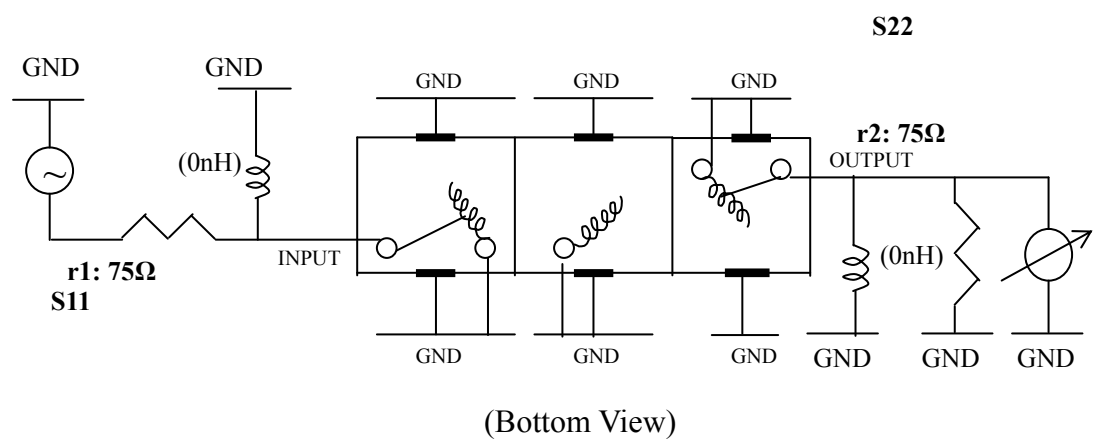 S22
GND
GND
GND
GND
GND
(0nH)
r2: 75Ω
OUTPUT
INPUT
(0nH)
r1: 75Ω
S11
GND
GND
GND
GND
GND
GND
(Bottom View)